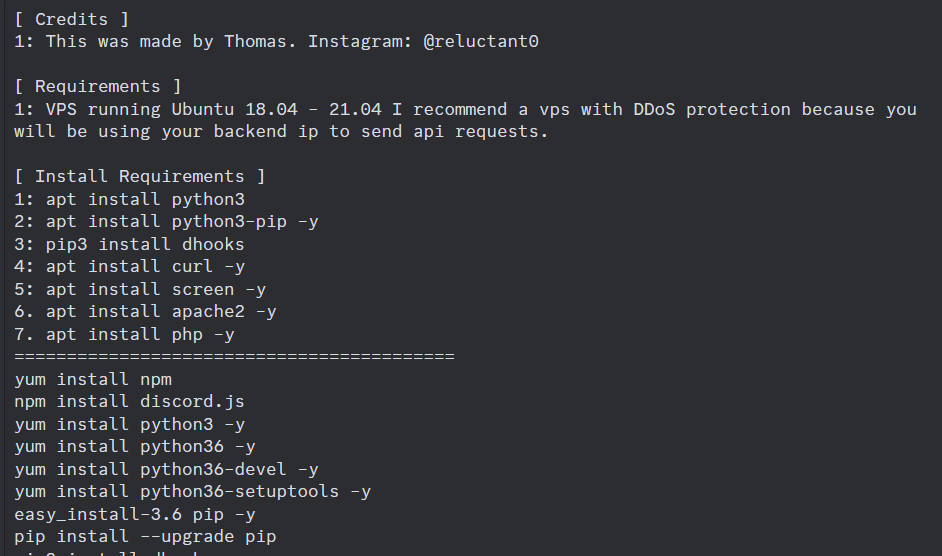 [ Credits ]
1: This was made by Thomas. Instagram: @reluctant0
[ Requirements ]
1: VPS running Ubuntu 18.04 - 21.04 I recommend a vps with DDoS protection because you
will be using your backend ip to send api requests.
[ Install Requirements ]
1: apt install python3
2: apt install python3-pip -y
3: pip3 install dhooks
4: apt install curl -y
5: apt install screen -y
6. apt install apache2 -y
7. apt install php -y
==========================================
yum install npm
npm install discord.js
yum install python3 -y
yum install python36 -y
yum install python36-devel -y
yum install python36-setuptools -y
easy_install-3.6 pip -y
pip install --upgrade pip